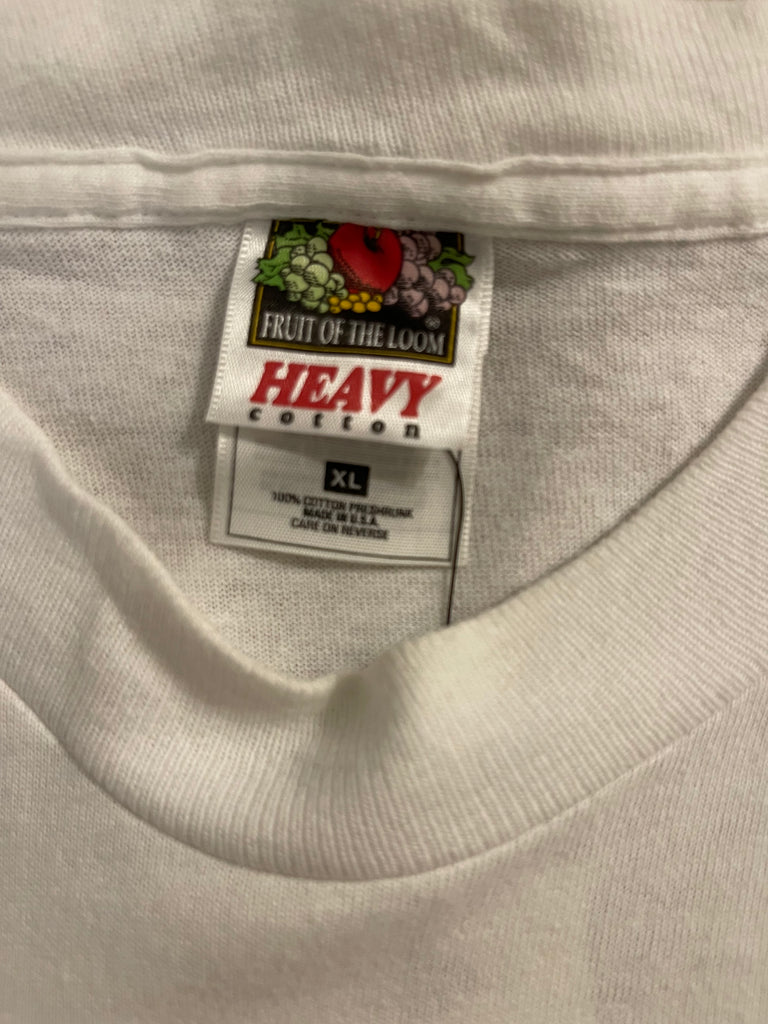 FRUIT OF THE LOOM ®
HEAVY
cotton
XL
100% COTTON PRESHRUNK
MADE IN U.S.A.
CARE ON REVERSE